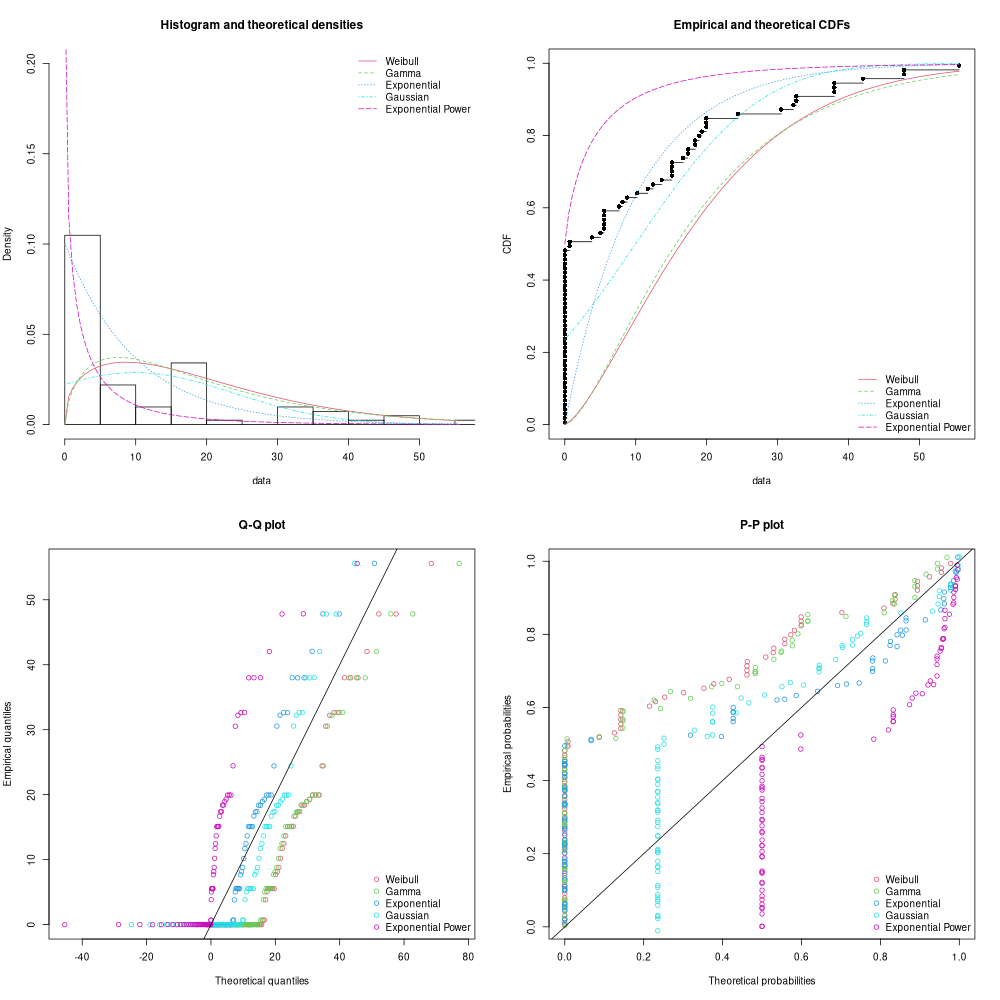 Histogram and theoretical densities
Density
0.00 0.05 0.10 0.15 0.20
0 10 20 30 40 50
data
Weibull
Gamma
Exponential
Gaussian
Exponential Power
Empirical and theoretical CDFs
CDF
0.0 0.2 0.4 0.6 0.8 1.0
0 10 20 30 40 50
data
Weibull
Gamma
Exponential
Gaussian
Exponential Power
Q-Q plot
Empirical quantiles
0 10 20 30 40 50
-40 -20 0 20 40 60 80
Theoretical quantiles
Weibull
Gamma
Exponential
Gaussian
Exponential Power
P-P plot
Empirical probabilities
0.0 0.2 0.4 0.6 0.8 1.0
0.0 0.2 0.4 0.6 0.8 1.0
Theoretical probabilities
Weibull
Gamma
Exponential
Gaussian
Exponential Power